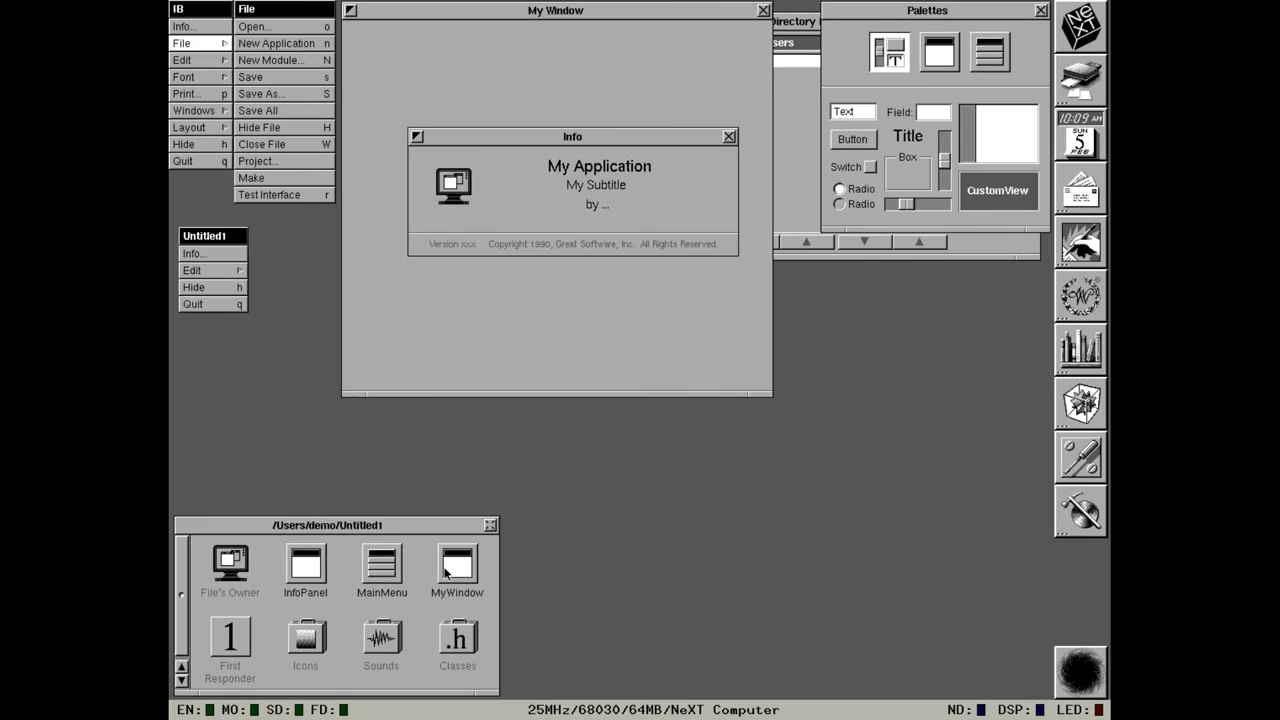 IB
Info...
File
Edit
Font
Print... p
Windows
Layout
Hide h
Quit q
File
Open... o
New Application n
New Module... N
Save s
Save As... S
Save All
Hide File H
Close File W
Project...
Make
Test Interface r
My Window
Info
My Application
My Subtitle
by ...
Version xxx Copyright 1990, Great Software, Inc. All Rights Reserved.
Directory
sers
Palettes
T
Text
Field:
Button
Title
Switch
Box
Radio
Radio
CustomView
NeXT
10:09 AM
SUN
5
FEB
Untitled1
Info...
Edit
Hide h
Quit q
/Users/demo/Untitled1
File's Owner
InfoPanel
MainMenu
MyWindow
1
.h
First
Responder
Icons
Sounds
Classes
EN: MO: SD: FD:
25MHz/68030/64MB/NeXT Computer
ND: DSP: LED: